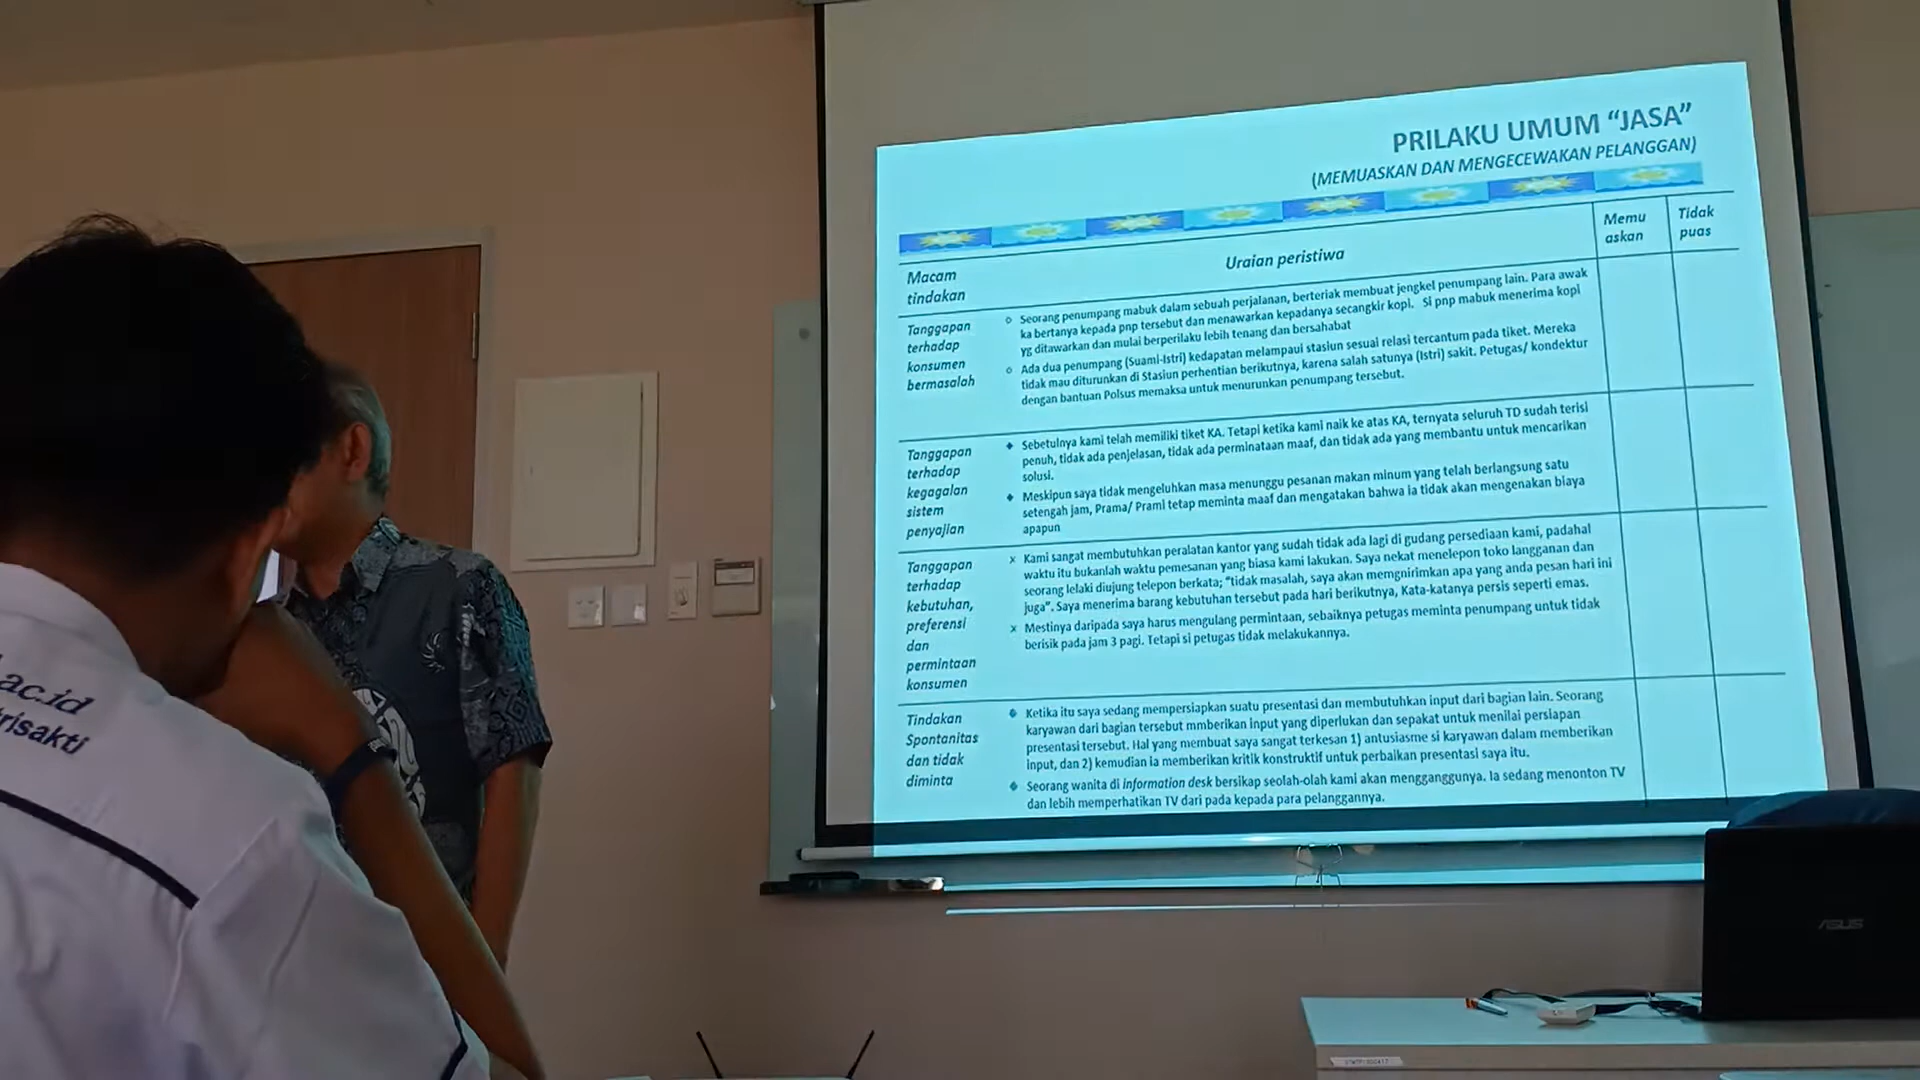 PRILAKU UMUM “JASA”
(MEMUASKAN DAN MENGECEWAKAN PELANGGAN)
Macam
tindakan
Uraian peristiwa
Memu
askan
Tidak
puas
Tanggapan
terhadap
konsumen
bermasalah
Seorang penumpang mabuk dalam sebuah perjalanan, berteriak membuat jengkel penumpang lain. Para awak
ka bertanya kepada pnp tersebut dan menawarkan kepadanya secangkir kopi. Si pnp mabuk menerima kopi
yg ditawarkan dan mulai berperilaku lebih tenang dan bersahabat
Ada dua penumpang (Suami-Istri) kedapatan melampaui stasiun sesuai relasi tercantum pada tiket. Mereka
tidak mau diturunkan di Stasiun perhentian berikutnya, karena salah satunya (Istri) sakit. Petugas/ kondektur
dengan bantuan Polsus memaksa untuk menurunkan penumpang tersebut.
Tanggapan
terhadap
kegagalan
sistem
penyajian
Sebetulnya kami telah memiliki tiket KA. Tetapi ketika kami naik ke atas KA, ternyata seluruh TD sudah terisi
penuh, tidak ada penjelasan, tidak ada perminataan maaf, dan tidak ada yang membantu untuk mencarikan
solusi.
Meskipun saya tidak mengeluhkan masa menunggu pesanan makan minum yang telah berlangsung satu
setengah jam, Prama/ Prami tetap meminta maaf dan mengatakan bahwa ia tidak akan mengenakan biaya
apapun
Tanggapan
terhadap
kebutuhan,
preferensi
dan
permintaan
konsumen
Kami sangat membutuhkan peralatan kantor yang sudah tidak ada lagi di gudang persediaan kami, padahal
waktu itu bukanlah waktu pemesanan yang biasa kami lakukan. Saya nekat menelepon toko langganan dan
seorang lelaki diujung telepon berkata; “tidak masalah, saya akan memgnirimkan apa yang anda pesan hari ini
juga”. Saya menerima barang kebutuhan tersebut pada hari berikutnya, Kata-katanya persis seperti emas.
Mestinya daripada saya harus mengulang permintaan, sebaiknya petugas meminta penumpang untuk tidak
berisik pada jam 3 pagi. Tetapi si petugas tidak melakukannya.
Tindakan
Spontanitas
dan tidak
diminta
Ketika itu saya sedang mempersiapkan suatu presentasi dan membutuhkan input dari bagian lain. Seorang
karyawan dari bagian tersebut mmberikan input yang diperlukan dan sepakat untuk menilai persiapan
presentasi tersebut. Hal yang membuat saya sangat terkesan 1) antusiasme si karyawan dalam memberikan
input, dan 2) kemudian ia memberikan kritik konstruktif untuk perbaikan presentasi saya itu.
Seorang wanita di information desk bersikap seolah-olah kami akan mengganggunya. Ia sedang menonton TV
dan lebih memperhatikan TV dari pada kepada para pelanggannya.
ac.id
trisakti
ASUS